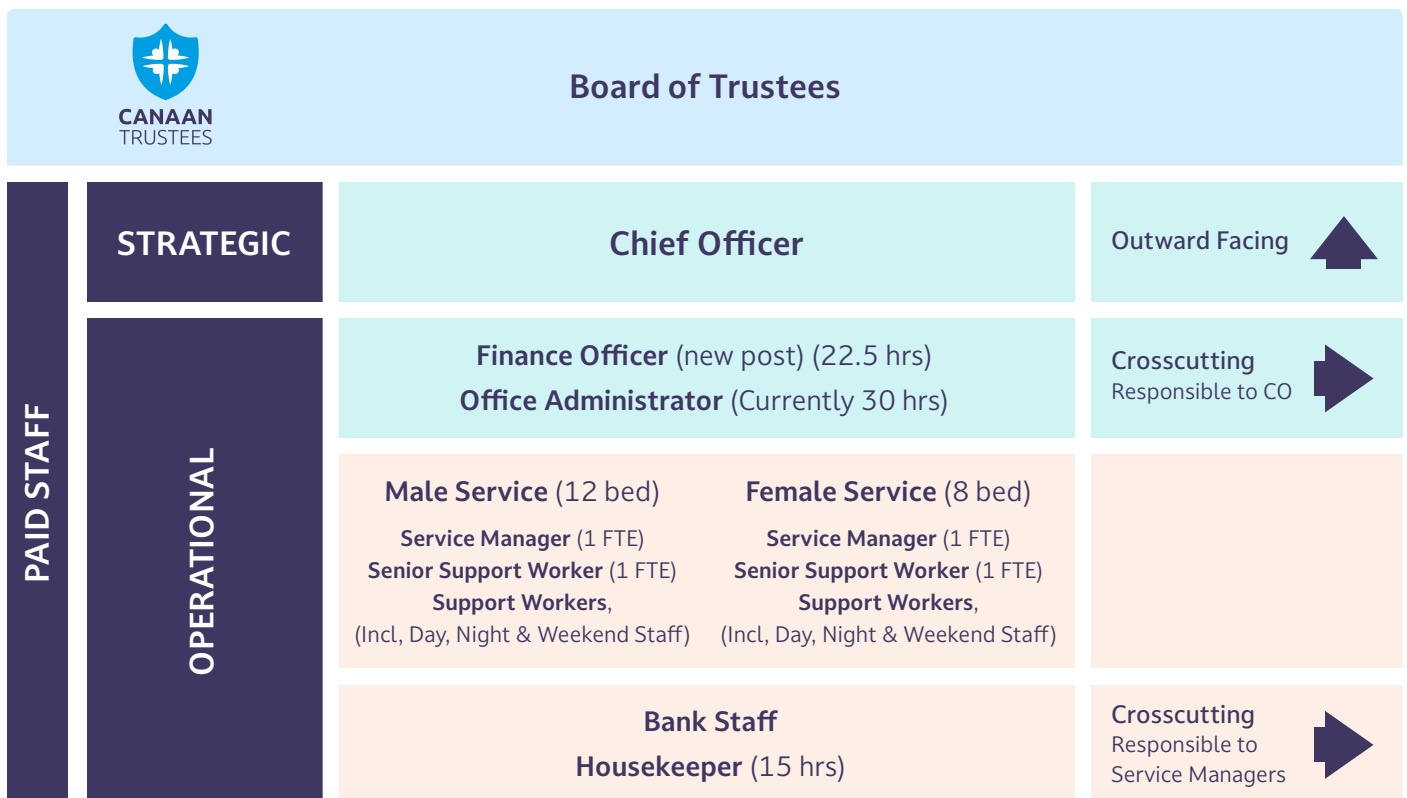 CANAAN
TRUSTEES
Board of Trustees
PAID STAFF
STRATEGIC
Chief Officer
Outward Facing
OPERATIONAL
Finance Officer (new post) (22.5 hrs)
Office Administrator (Currently 30 hrs)
Crosscutting
Responsible to CO
Male Service (12 bed)
Service Manager (1 FTE)
Senior Support Worker (1 FTE)
Support Workers,
(Incl, Day, Night & Weekend Staff)
Female Service (8 bed)
Service Manager (1 FTE)
Senior Support Worker (1 FTE)
Support Workers,
(Incl, Day, Night & Weekend Staff)
Bank Staff
Housekeeper (15 hrs)
Crosscutting
Responsible to
Service Managers